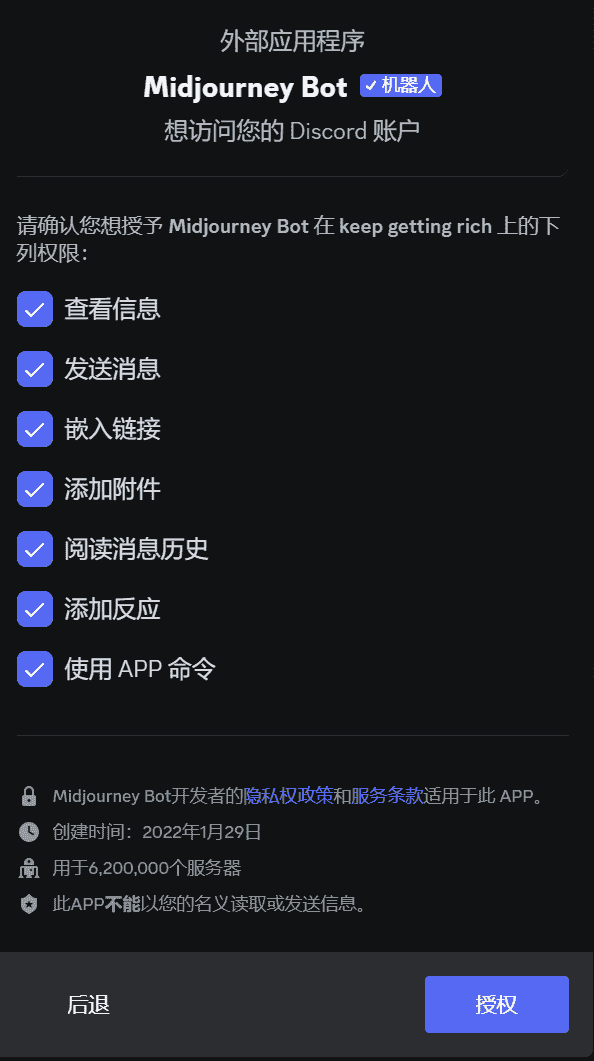 外部应用程序
Midjourney Bot 机器人
想访问您的 Discord 账户
请确认您想授予 Midjourney Bot 在 keep getting rich 上的下
列权限：
查看信息
发送消息
嵌入链接
添加附件
阅读消息历史
添加反应
使用 APP 命令
Midjourney Bot开发者的隐私权政策和服务条款适用于此 APP。
创建时间：2022年1月29日
用于6,200,000个服务器
此APP不能以您的名义读取或发送信息。
后退 授权